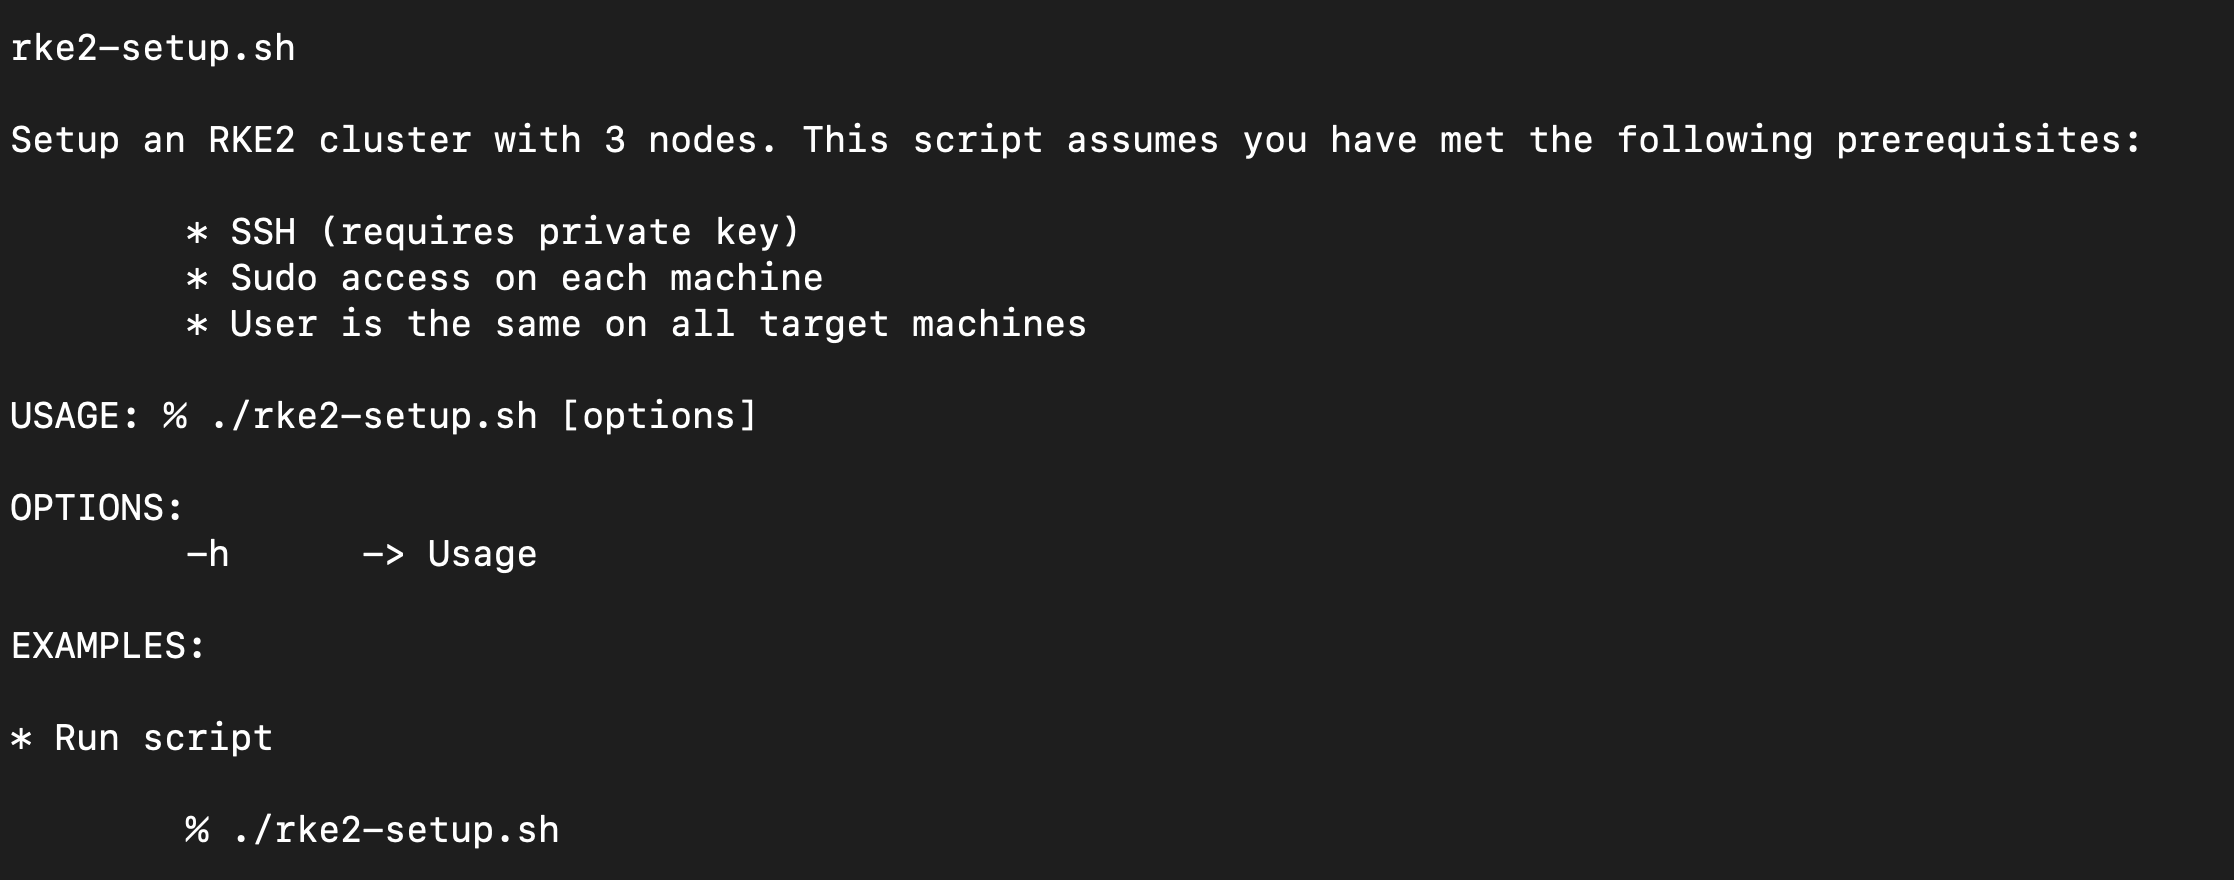 rke2-setup.sh
Setup an RKE2 cluster with 3 nodes. This script assumes you have met the following prerequisites:
* SSH (requires private key)
* Sudo access on each machine
* User is the same on all target machines
USAGE: % ./rke2-setup.sh [options]
OPTIONS:
-h      -> Usage
EXAMPLES:
* Run script
% ./rke2-setup.sh